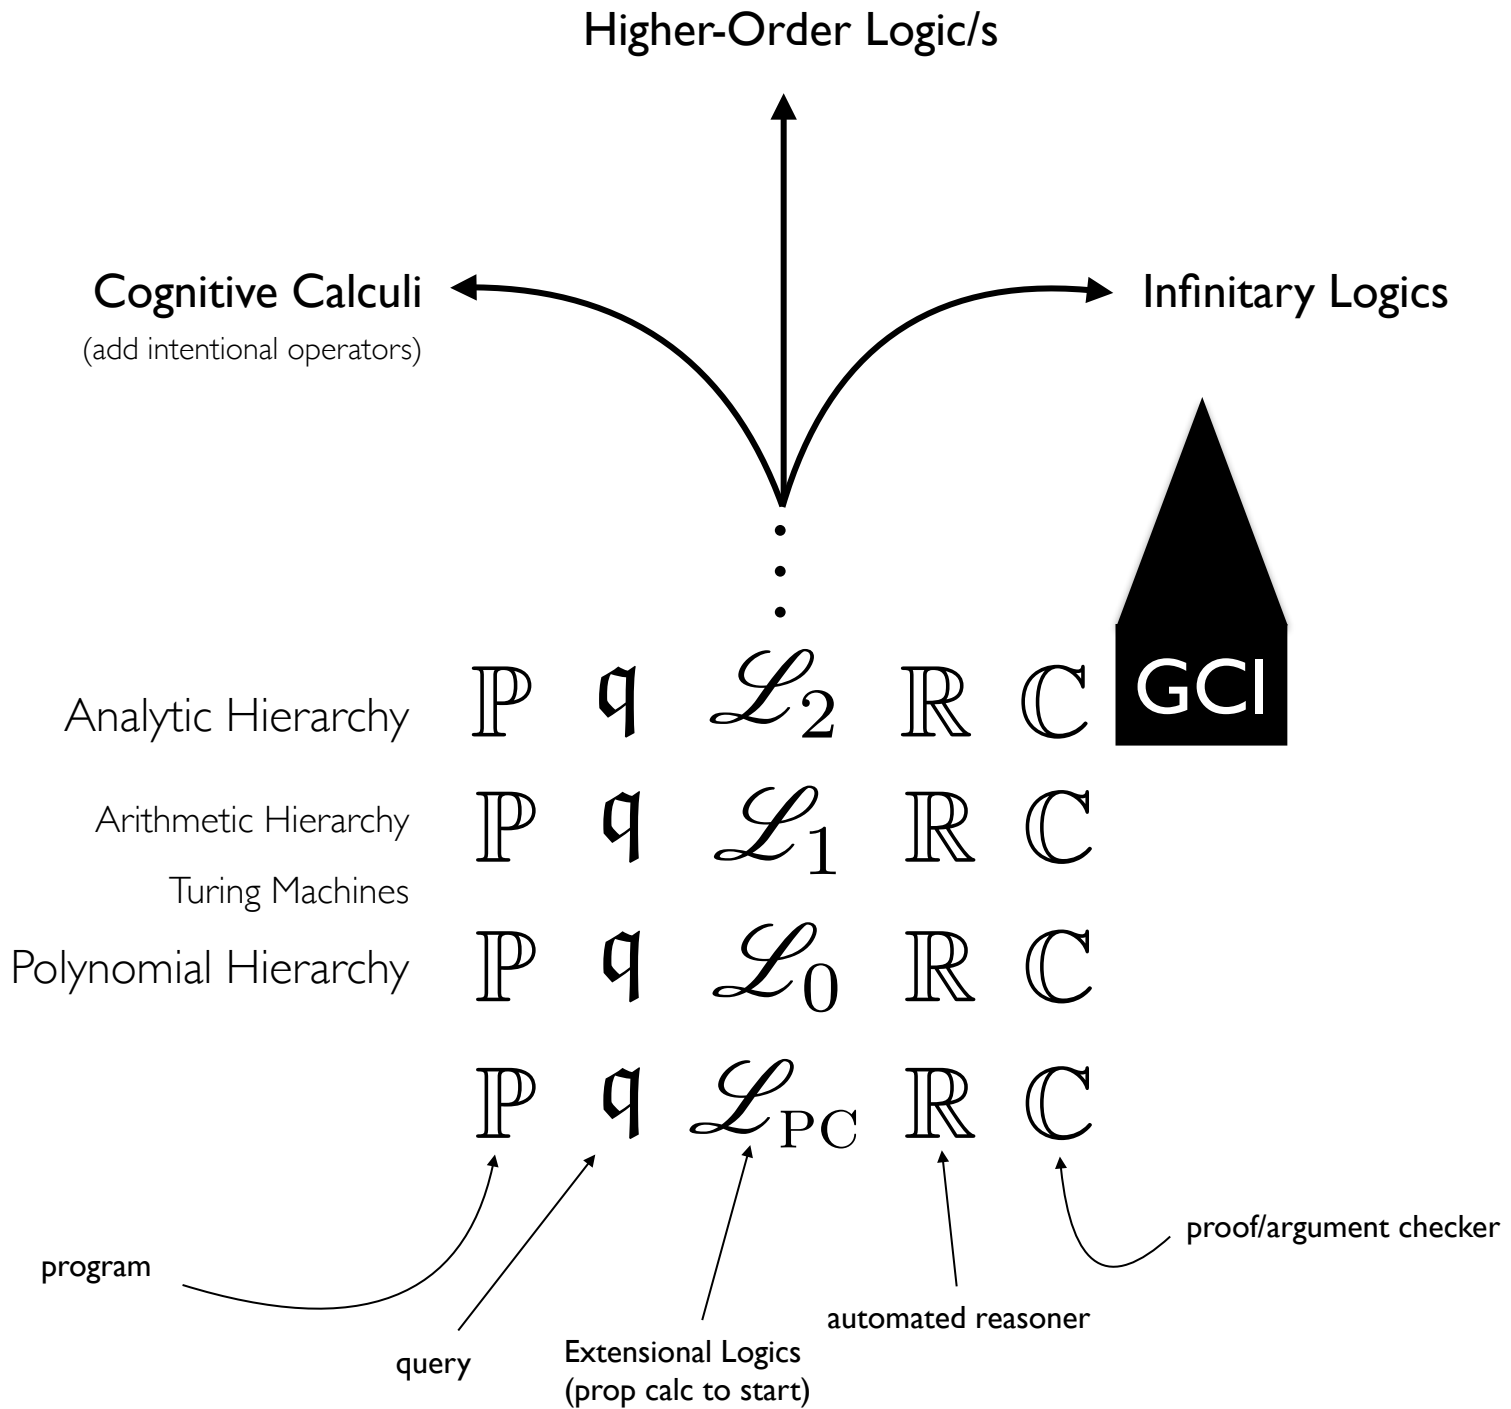 Higher-Order Logic/s
Cognitive Calculi
(add intentional operators)
Infinitary Logics
GCI
Analytic Hierarchy ℙ 𝔮 ℒ₂ ℝ ℂ
Arithmetic Hierarchy ℙ 𝔮 ℒ₁ ℝ ℂ
Turing Machines
Polynomial Hierarchy ℙ 𝔮 ℒ₀ ℝ ℂ
ℙ 𝔮 ℒPC ℝ ℂ
program
query
Extensional Logics
(prop calc to start)
automated reasoner
proof/argument checker